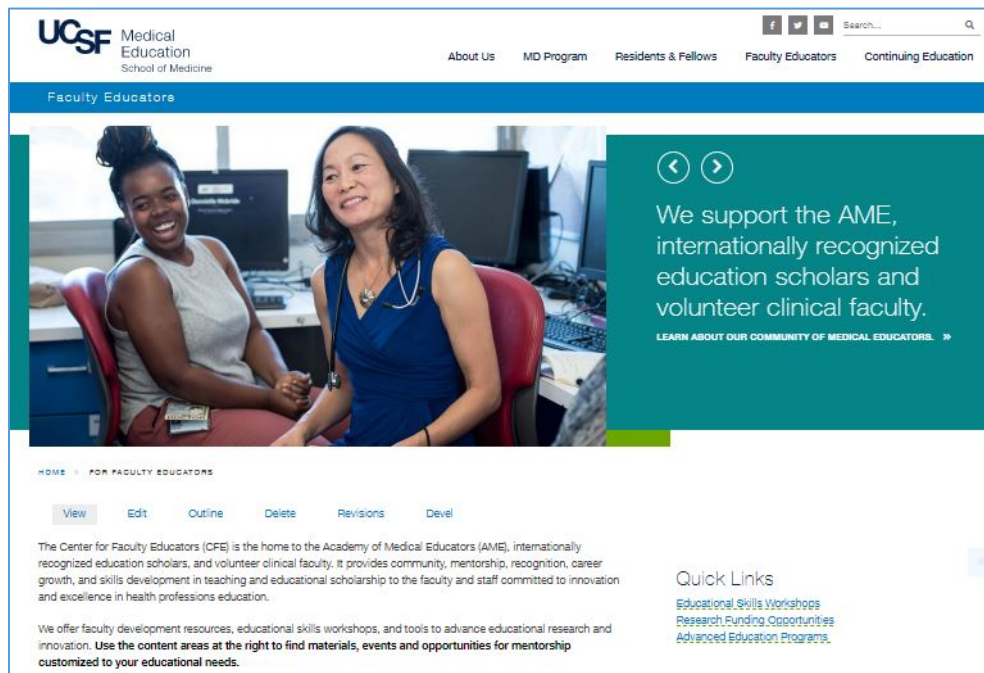 UCSF Medical
Education
School of Medicine
Search...
About Us MD Program Residents & Fellows Faculty Educators Continuing Education
Faculty Educators
We support the AME,
internationally recognized
education scholars and
volunteer clinical faculty.
LEARN ABOUT OUR COMMUNITY OF MEDICAL EDUCATORS. »
HOME > FOR FACULTY EDUCATORS
View Edit Outline Delete Revisions Devel
The Center for Faculty Educators (CFE) is the home to the Academy of Medical Educators (AME), internationally
recognized education scholars, and volunteer clinical faculty. It provides community, mentorship, recognition, career
growth, and skills development in teaching and educational scholarship to the faculty and staff committed to innovation
and excellence in health professions education.
We offer faculty development resources, educational skills workshops, and tools to advance educational research and
innovation. Use the content areas at the right to find materials, events and opportunities for mentorship
customized to your educational needs.
Quick Links
Educational Skills Workshops
Research Funding Opportunities
Advanced Education Programs